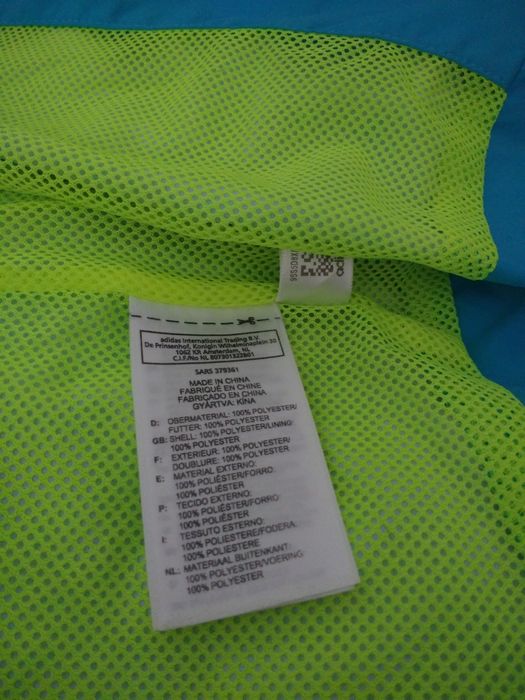 adidas International Trading B.V.
De Prinsenhof, Konigin Wilhelminaplein 30
1062 KR Amsterdam, NL
C.I.F/No NL 807301322B01
SARS 379361
MADE IN CHINA
FABRIQUÉ EN CHINE
FABRICADO EN CHINA
GYÁRTVA: KÍNA
D: OBERMATERIAL: 100% POLYESTER/
FUTTER: 100% POLYESTER
GB: SHELL: 100% POLYESTER/LINING:
100% POLYESTER
F: EXTERIEUR: 100% POLYESTER/
DOUBLURE: 100% POLYESTER
E: MATERIAL EXTERNO:
100% POLIÉSTER/FORRO:
100% POLIÉSTER
P: TECIDO EXTERNO:
100% POLIÉSTER/FORRO:
100% POLIÉSTER
I: TESSUTO ESTERNO:
100% POLIESTERE/FODERA:
100% POLIESTERE
NL: MATERIAAL BUITENKANT:
100% POLYESTER/VOERING:
100% POLYESTER